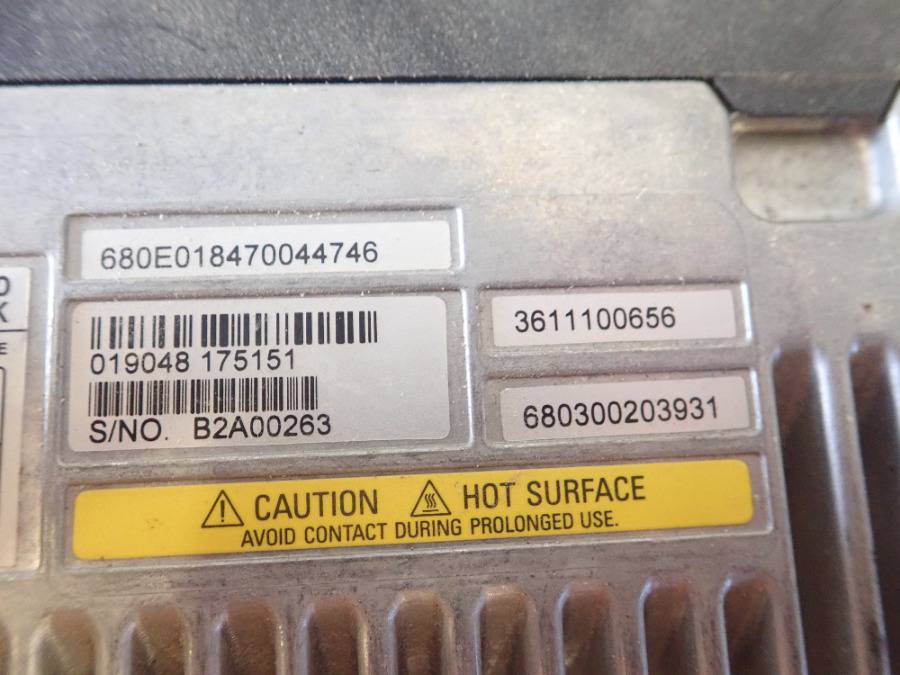 680E018470044746
O
K
E
019048 175151
S/NO. B2A00263
3611100656
680300203931
CAUTION HOT SURFACE
AVOID CONTACT DURING PROLONGED USE.